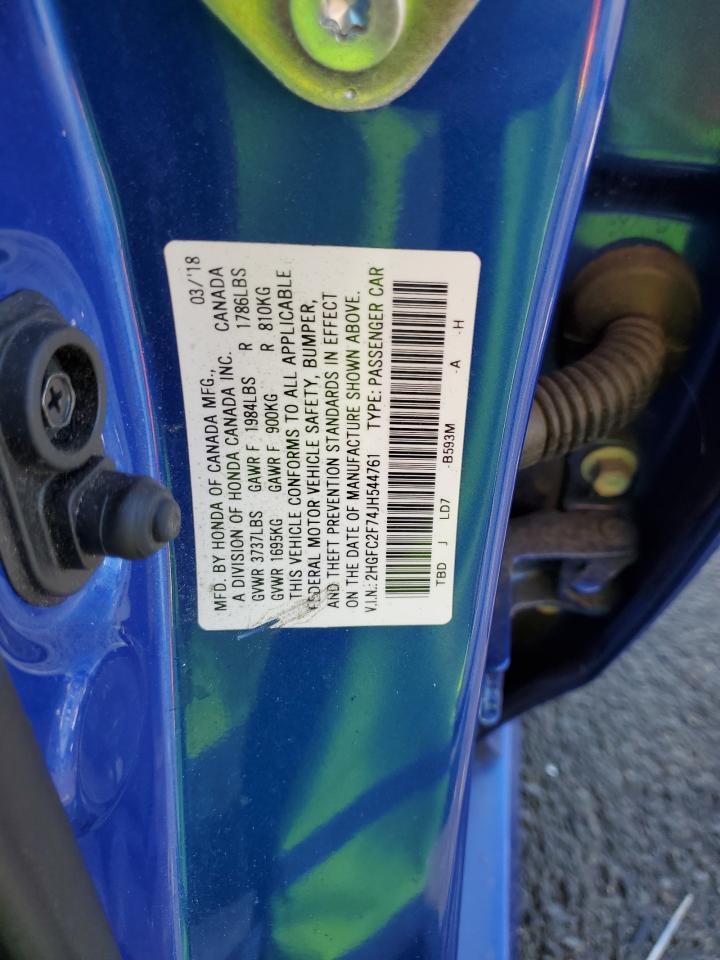 MFD. BY HONDA OF CANADA MFG., 03/'18
A DIVISION OF HONDA CANADA INC. CANADA
GVWR 3737LBS GAWR F 1984LBS R 1786LBS
GVWR 1695KG GAWR F 900KG R 810KG
THIS VEHICLE CONFORMS TO ALL APPLICABLE
FEDERAL MOTOR VEHICLE SAFETY, BUMPER,
AND THEFT PREVENTION STANDARDS IN EFFECT
ON THE DATE OF MANUFACTURE SHOWN ABOVE.
V.I.N.: 2HGFC2F74JH544761 TYPE: PASSENGER CAR
TBD J LD7 -B593M -A -H